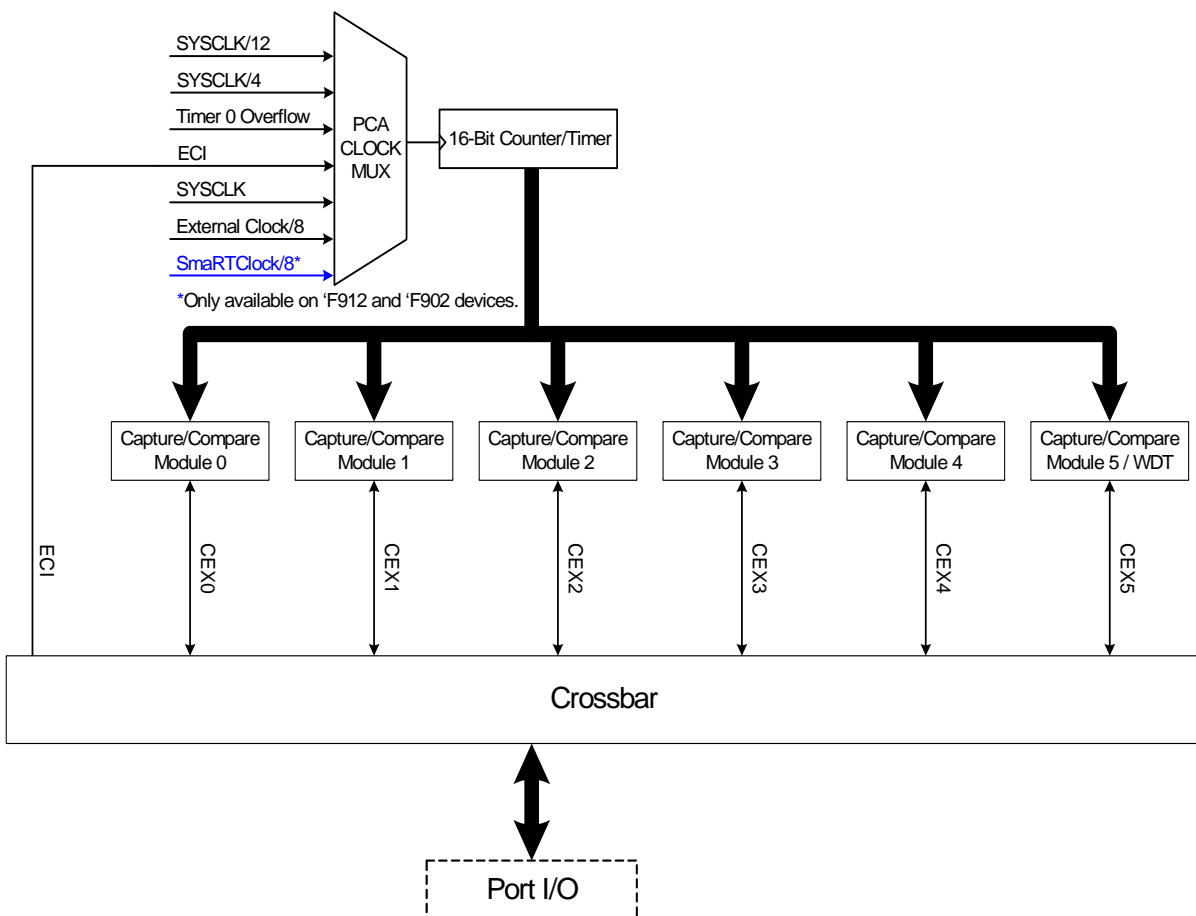 SYSCLK/12
SYSCLK/4
Timer 0 Overflow
ECI
SYSCLK
External Clock/8
SmaRTClock/8*
PCA
CLOCK
MUX
16-Bit Counter/Timer
*Only available on ‘F912 and ‘F902 devices.
Capture/Compare
Module 0
Capture/Compare
Module 1
Capture/Compare
Module 2
Capture/Compare
Module 3
Capture/Compare
Module 4
Capture/Compare
Module 5 / WDT
ECI
CEX0
CEX1
CEX2
CEX3
CEX4
CEX5
Crossbar
Port I/O